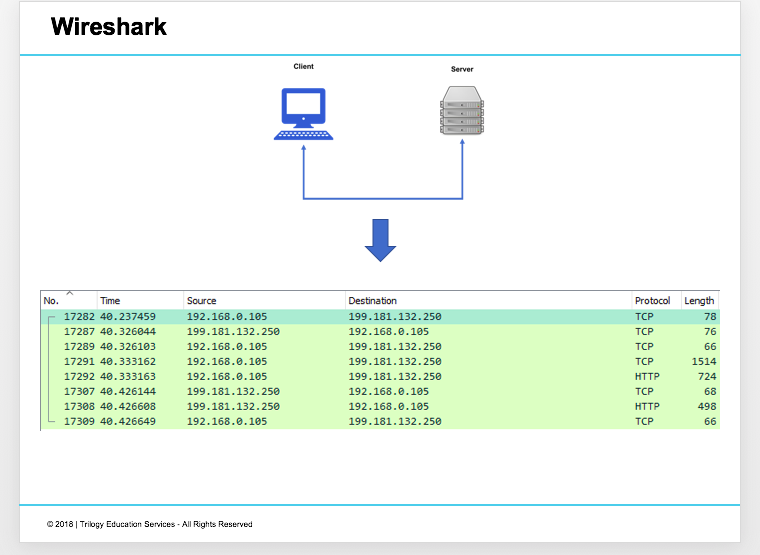 Wireshark
Client
Server
No. Time Source Destination Protocol Length
17282 40.237459 192.168.0.105 199.181.132.250 TCP 78
17287 40.326044 199.181.132.250 192.168.0.105 TCP 76
17289 40.326103 192.168.0.105 199.181.132.250 TCP 66
17291 40.333162 192.168.0.105 199.181.132.250 TCP 1514
17292 40.333163 192.168.0.105 199.181.132.250 HTTP 724
17307 40.426144 199.181.132.250 192.168.0.105 TCP 68
17308 40.426608 199.181.132.250 192.168.0.105 HTTP 498
17309 40.426649 192.168.0.105 199.181.132.250 TCP 66
© 2018 | Trilogy Education Services - All Rights Reserved